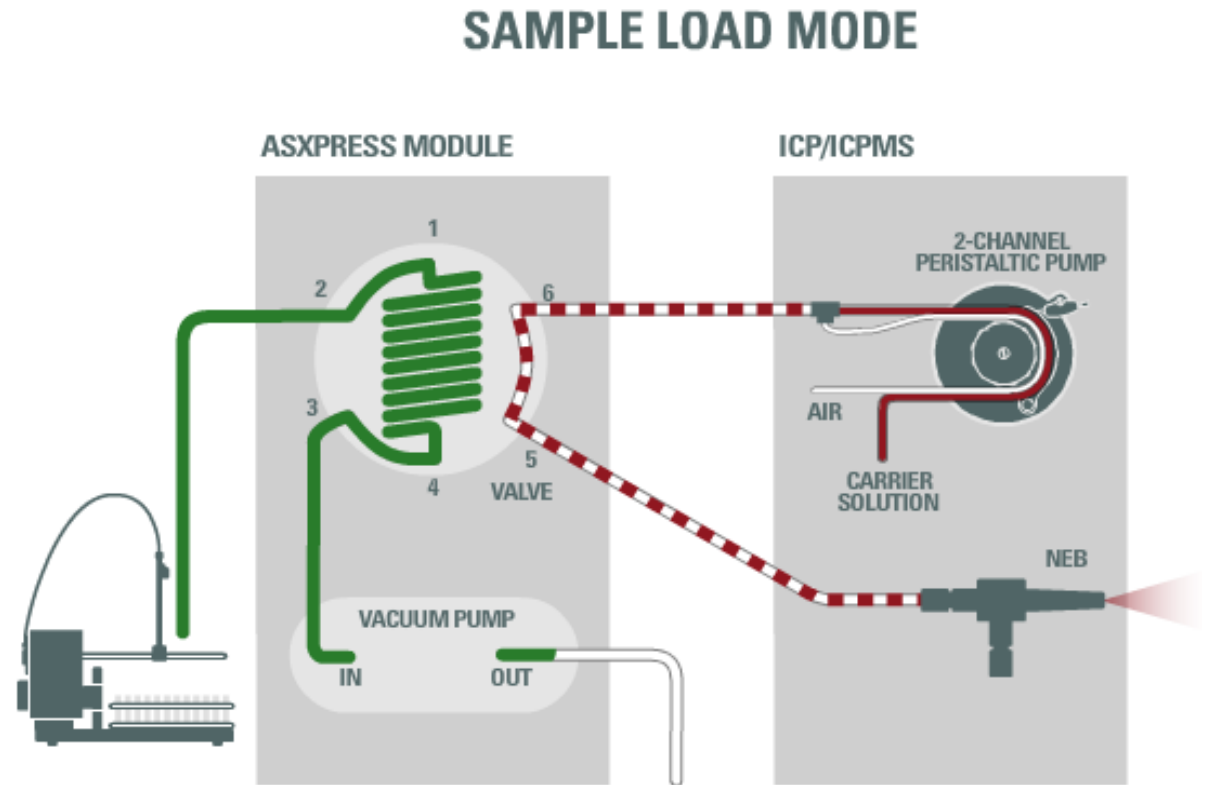 SAMPLE LOAD MODE
ASXPRESS MODULE
ICP/ICPMS
1
2
3
4
5
6
VALVE
2-CHANNEL
PERISTALTIC PUMP
AIR
CARRIER
SOLUTION
NEB
VACUUM PUMP
IN
OUT